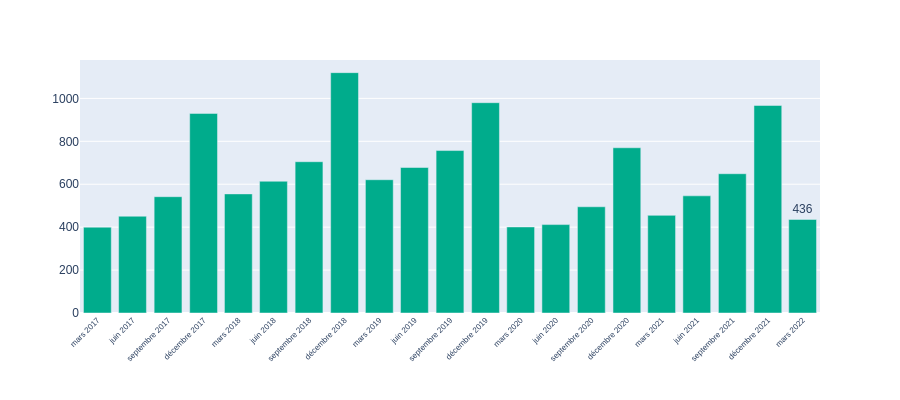 1000
800
600
400
200
0
436
mars 2017
juin 2017
septembre 2017
décembre 2017
mars 2018
juin 2018
septembre 2018
décembre 2018
mars 2019
juin 2019
septembre 2019
décembre 2019
mars 2020
juin 2020
septembre 2020
décembre 2020
mars 2021
juin 2021
septembre 2021
décembre 2021
mars 2022